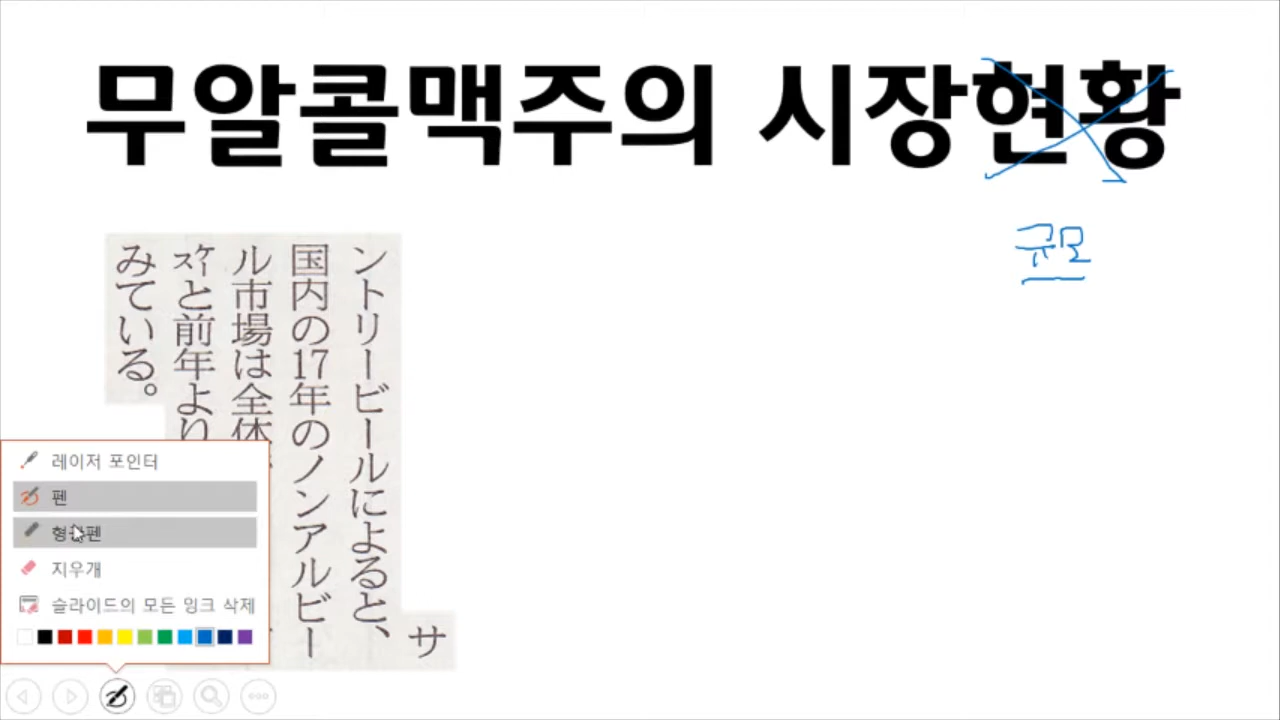 무알콜맥주의 시장현황
규모
サ
ントリービールによると、
国内の17年のノンアルビー
ル市場は全体
ケースと前年より
みている。
레이저 포인터
펜
형광펜
지우개
슬라이드의 모든 잉크 삭제